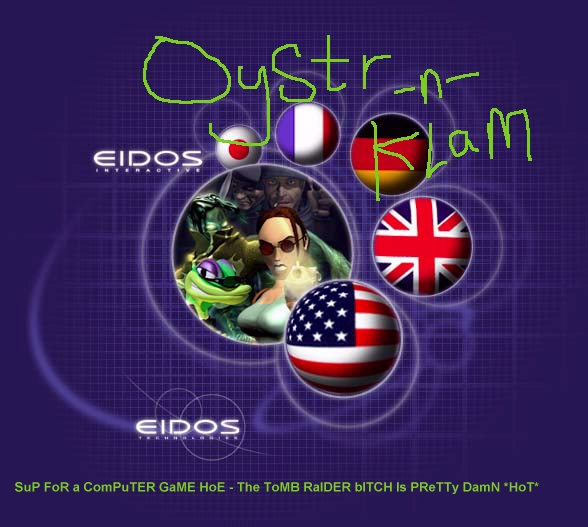 Oystr
-n-
KLaM
EIDOS
INTERACTIVE
EIDOS
TECHNOLOGIES
SuP FoR a ComPuTER GaME HoE - The ToMB RaIDER bITCH Is PReTTy DamN *HoT*